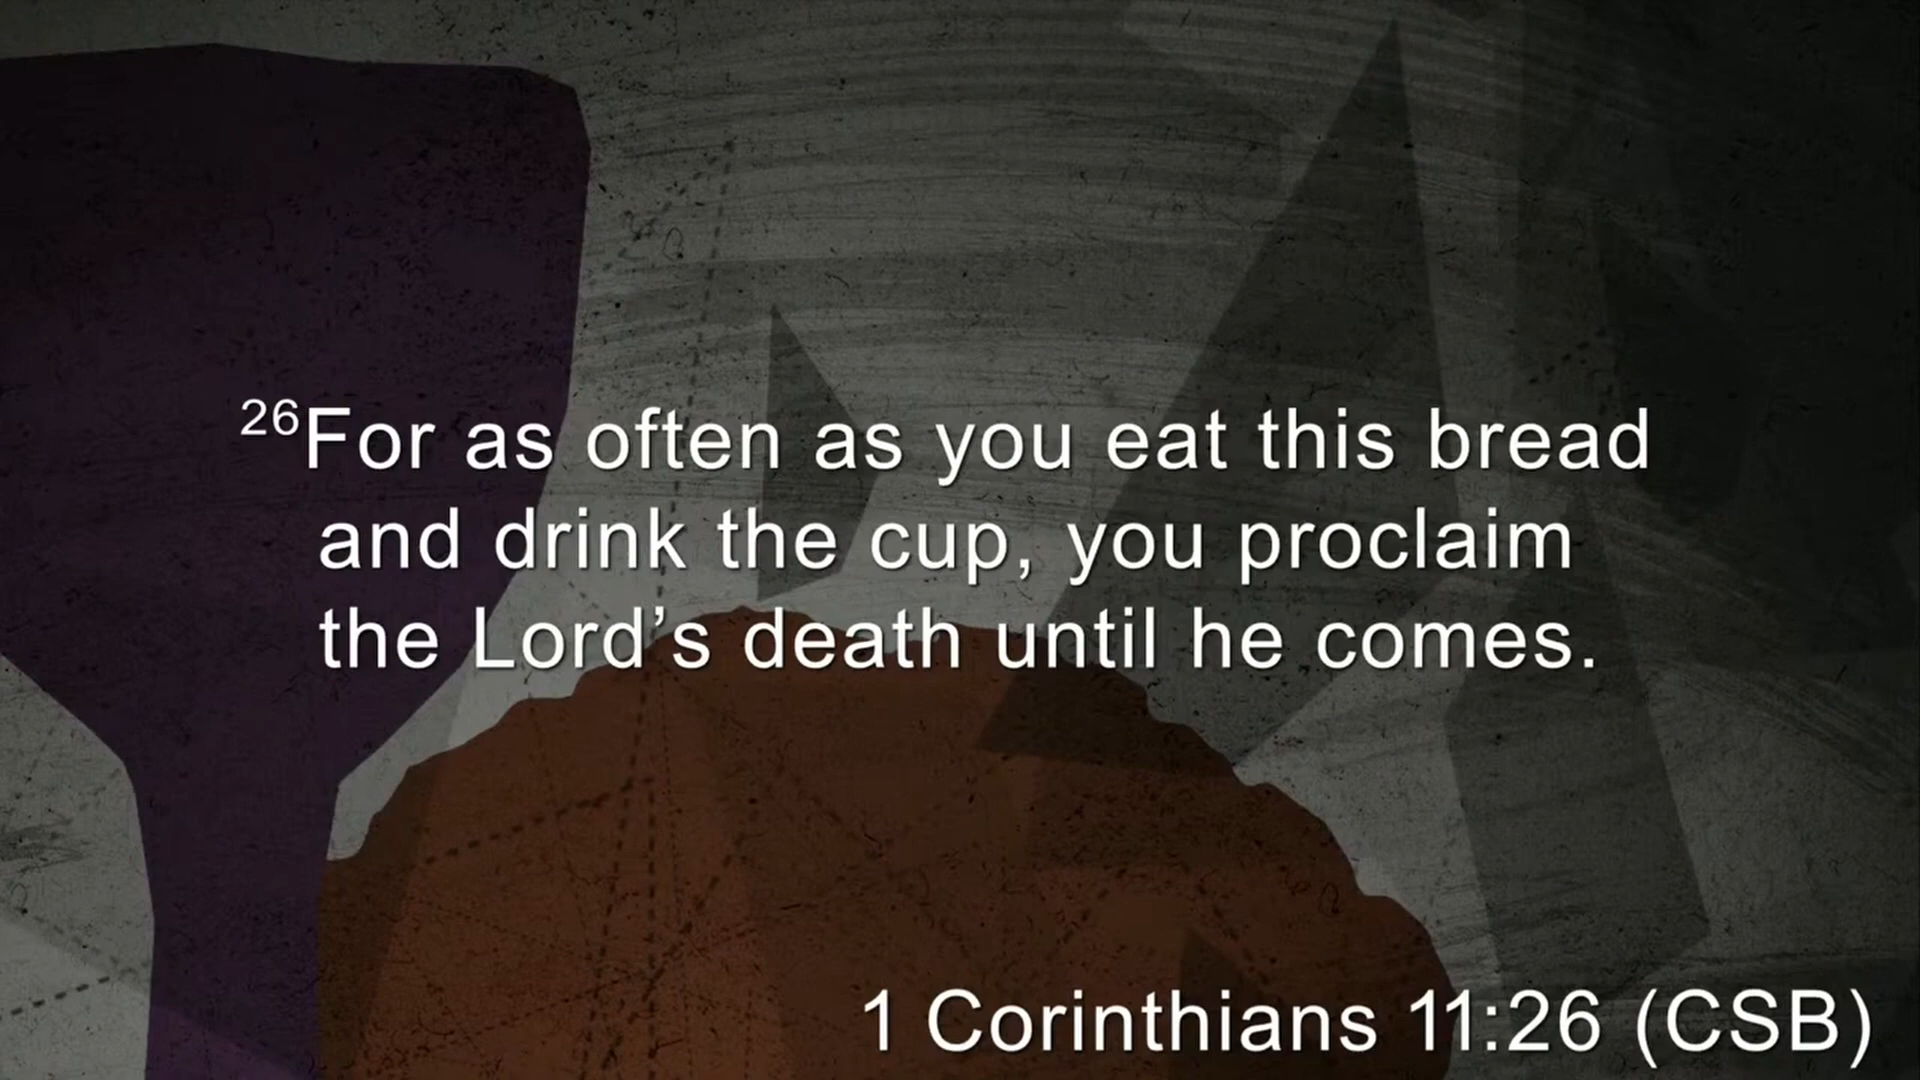 ²⁶For as often as you eat this bread
and drink the cup, you proclaim
the Lord’s death until he comes.
1 Corinthians 11:26 (CSB)